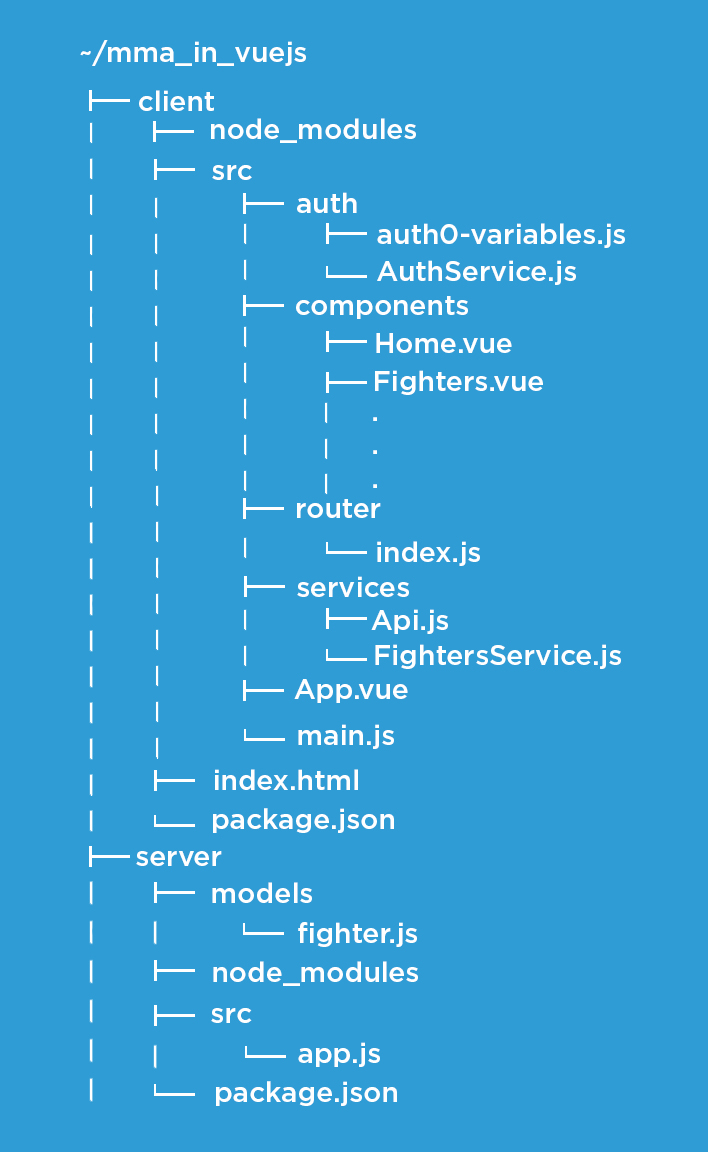 ~/mma_in_vuejs
client
node_modules
src
auth
auth0-variables.js
AuthService.js
components
Home.vue
Fighters.vue
.
.
.
router
index.js
services
Api.js
FightersService.js
App.vue
main.js
index.html
package.json
server
models
fighter.js
node_modules
src
app.js
package.json